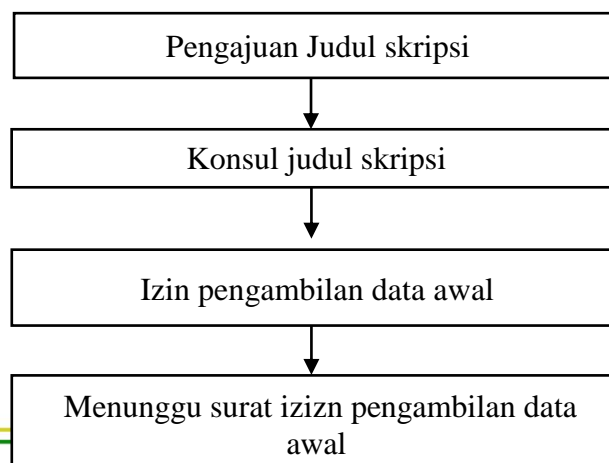 Pengajuan Judul skripsi
Konsul judul skripsi
Izin pengambilan data awal
Menunggu surat izizn pengambilan data
awal